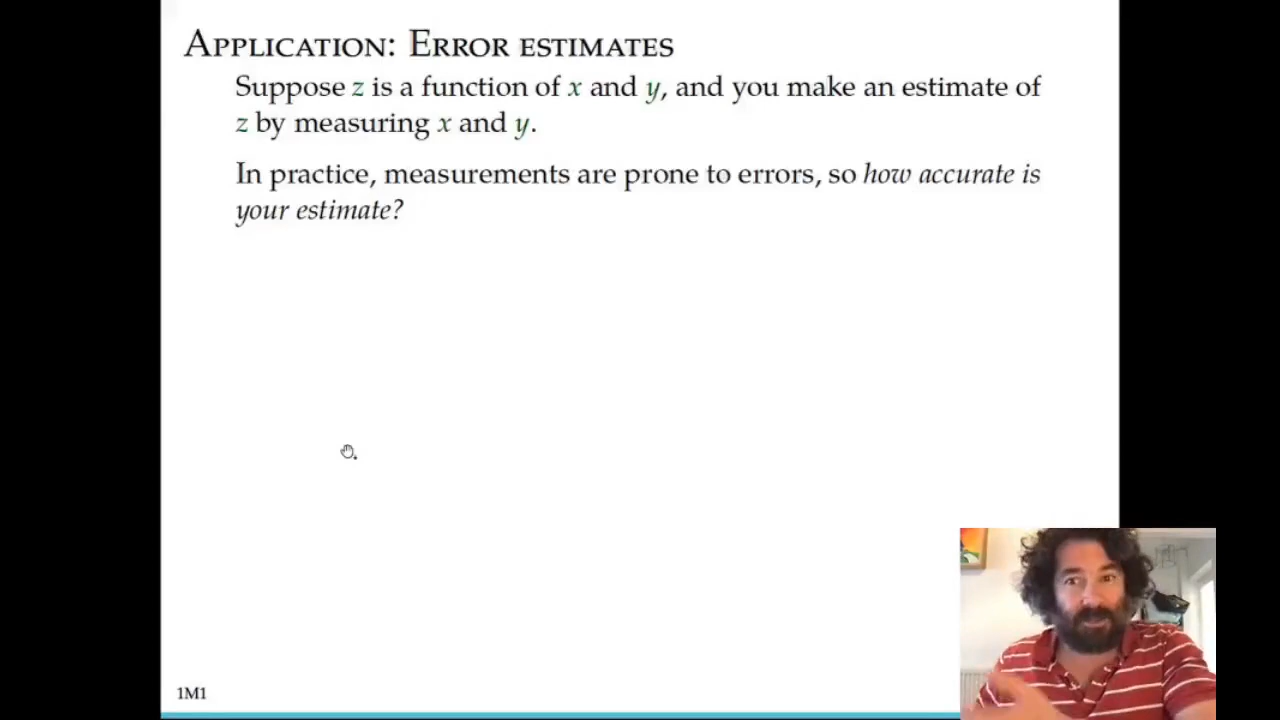 APPLICATION: ERROR ESTIMATES
Suppose z is a function of x and y, and you make an estimate of
z by measuring x and y.
In practice, measurements are prone to errors, so how accurate is
your estimate?
1M1